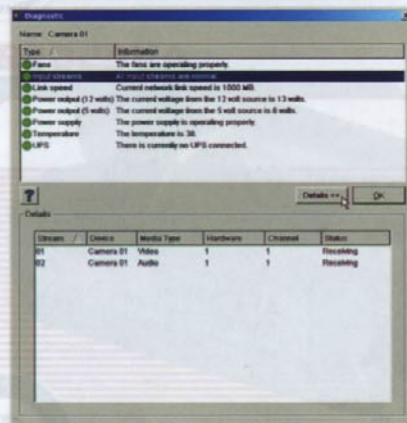 Diagnostic
Name: Camera 01
Type / Information
Fans The fans are operating properly.
Input streams All input streams are normal.
Link speed Current network link speed is 1000 MB.
Power output (12 volts) The current voltage from the 12 volt source is 13 volts.
Power output (5 volts) The current voltage from the 5 volt source is 6 volts.
Power supply The power supply is operating properly.
Temperature The temperature is 38.
UPS There is currently no UPS connected.
? Details << OK
Details
Stream / Device Media Type Hardware Channel Status
01 Camera 01 Video 1 1 Receiving
02 Camera 01 Audio 1 1 Receiving